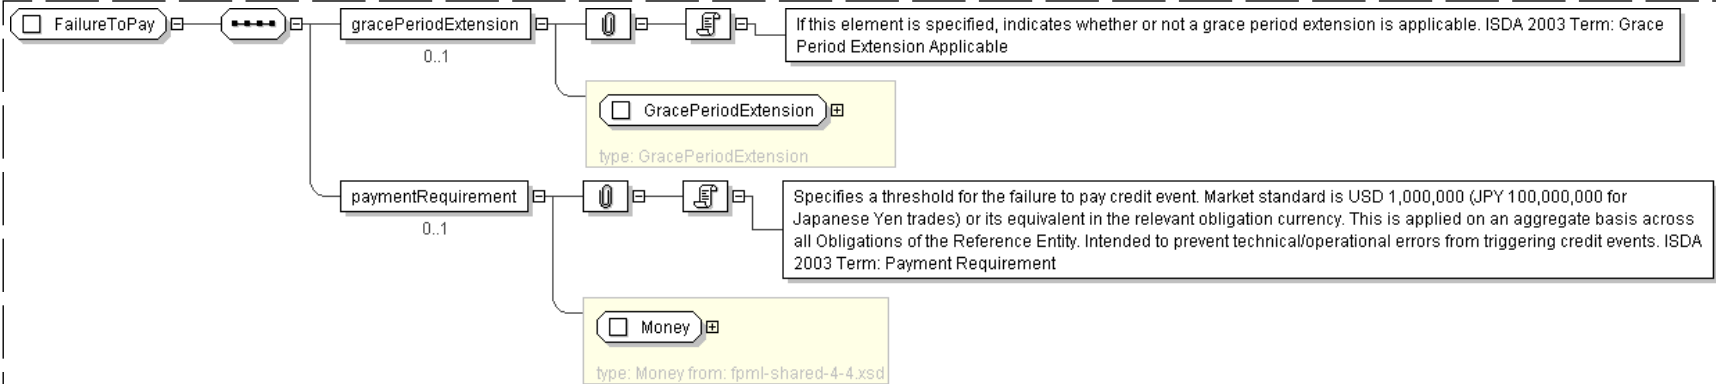 FailureToPay
gracePeriodExtension
0..1
If this element is specified, indicates whether or not a grace period extension is applicable. ISDA 2003 Term: Grace
Period Extension Applicable
GracePeriodExtension
type: GracePeriodExtension
paymentRequirement
0..1
Specifies a threshold for the failure to pay credit event. Market standard is USD 1,000,000 (JPY 100,000,000 for
Japanese Yen trades) or its equivalent in the relevant obligation currency. This is applied on an aggregate basis across
all Obligations of the Reference Entity. Intended to prevent technical/operational errors from triggering credit events. ISDA
2003 Term: Payment Requirement
Money
type: Money from: fpml-shared-4-4.xsd